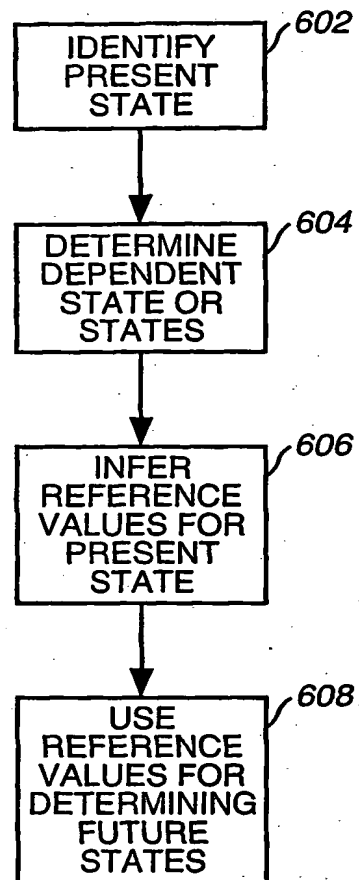 602
IDENTIFY
PRESENT
STATE
604
DETERMINE
DEPENDENT
STATE OR
STATES
606
INFER
REFERENCE
VALUES FOR
PRESENT
STATE
608
USE
REFERENCE
VALUES FOR
DETERMINING
FUTURE
STATES